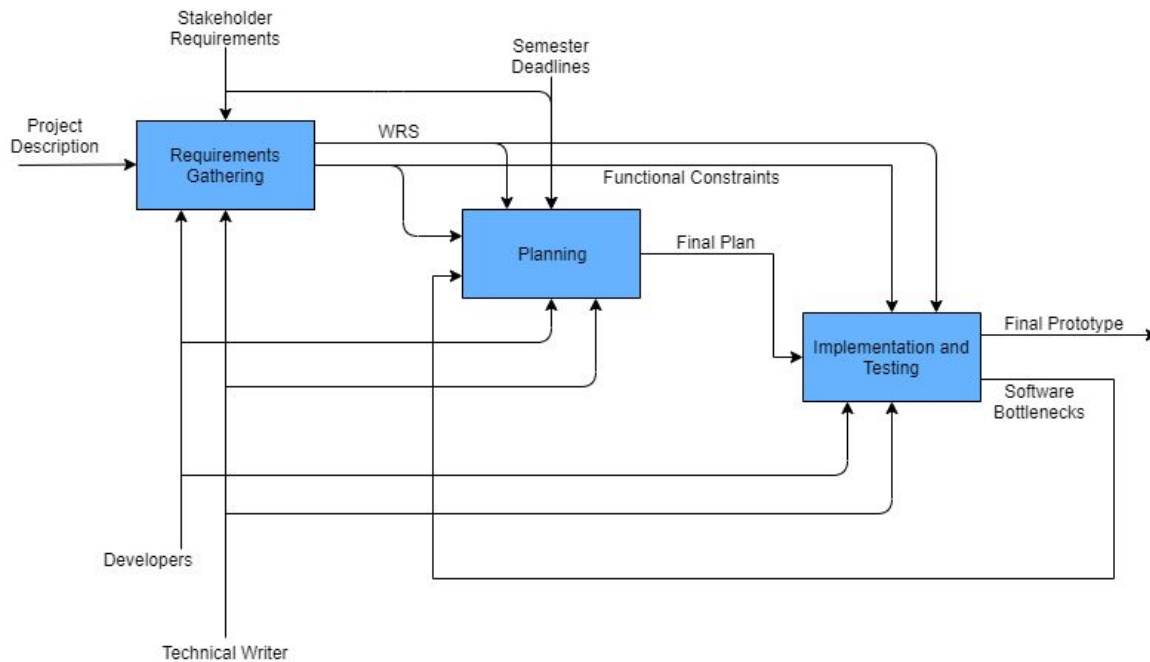 Stakeholder
Requirements
Semester
Deadlines
Project
Description
WRS
Requirements
Gathering
Functional Constraints
Final Plan
Planning
Final Prototype
Implementation and
Testing
Software
Bottlenecks
Developers
Technical Writer